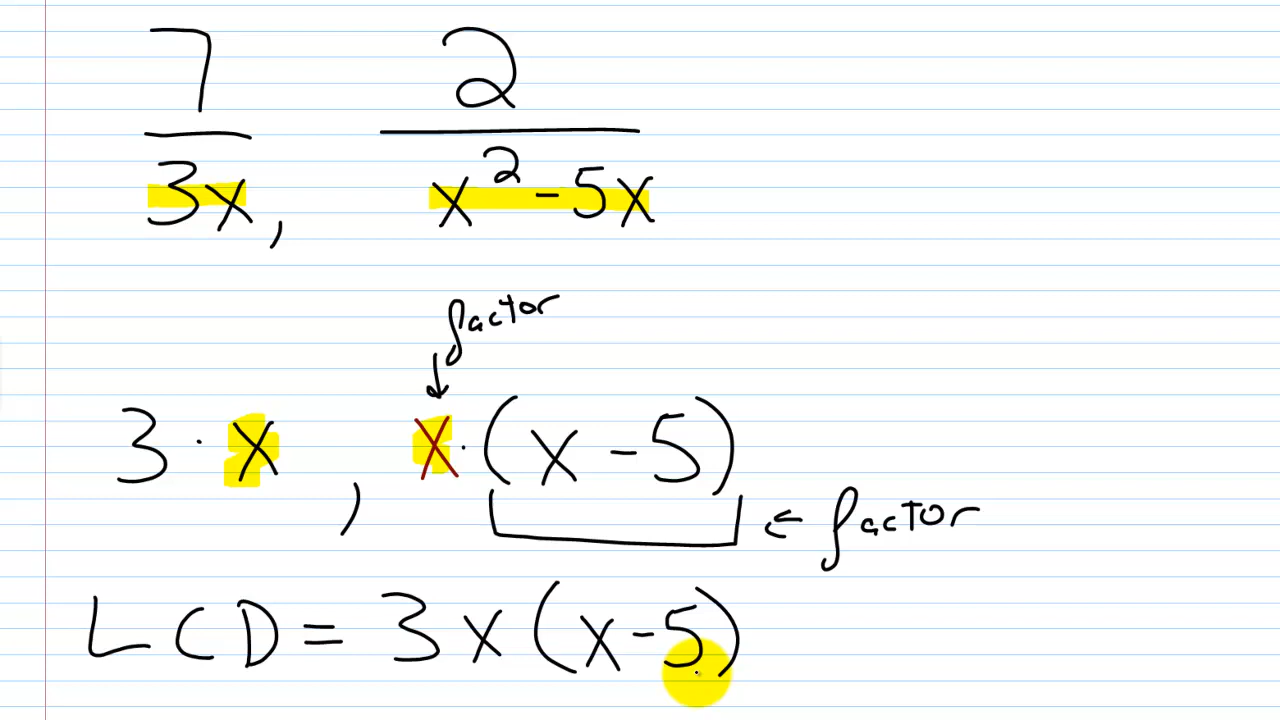 7 2
3x, x² - 5x
factor
3 · x , x · (x - 5)
← factor
LCD = 3x(x-5)